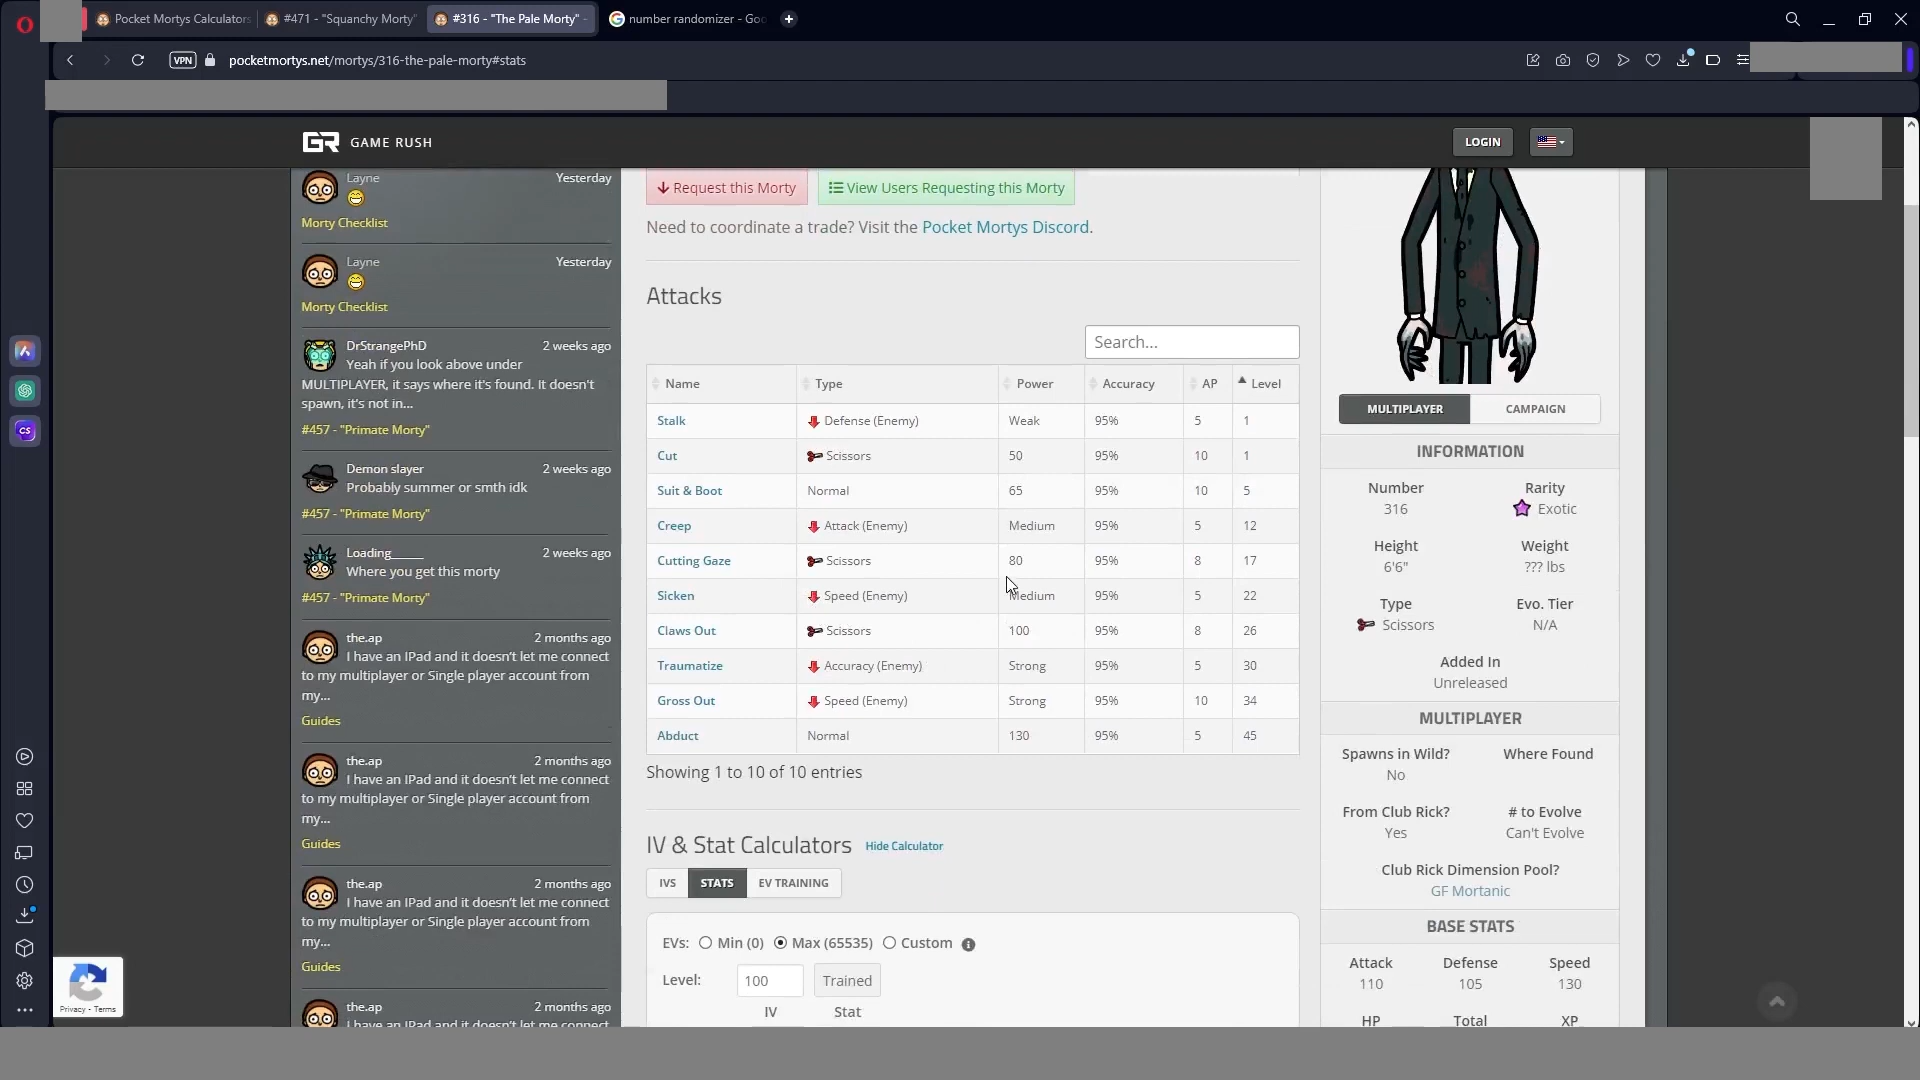 Pocket Mortys Calculators
#471 - "Squanchy Morty"
#316 - "The Pale Morty" -
number randomizer - Goo
VPN
pocketmortys.net/mortys/316-the-pale-morty#stats
GR GAME RUSH
LOGIN
Layne Yesterday
Morty Checklist
Layne Yesterday
Morty Checklist
DrStrangePhD 2 weeks ago
Yeah if you look above under
MULTIPLAYER, it says where it's found. It doesn't
spawn, it's not in...
#457 - "Primate Morty"
Demon slayer 2 weeks ago
Probably summer or smth idk
#457 - "Primate Morty"
Loading______ 2 weeks ago
Where you get this morty
#457 - "Primate Morty"
the.ap 2 months ago
I have an IPad and it doesn't let me connect
to my multiplayer or Single player account from
my...
Guides
the.ap 2 months ago
I have an IPad and it doesn't let me connect
to my multiplayer or Single player account from
my...
Guides
the.ap 2 months ago
I have an IPad and it doesn't let me connect
to my multiplayer or Single player account from
my...
Guides
the.ap 2 months ago
I have an IPad and it doesn't let me connect
Privacy - Terms
CS
Request this Morty
View Users Requesting this Morty
Need to coordinate a trade? Visit the Pocket Mortys Discord.
Attacks
Search...
Name Type Power Accuracy AP Level
Stalk Defense (Enemy) Weak 95% 5 1
Cut Scissors 50 95% 10 1
Suit & Boot Normal 65 95% 10 5
Creep Attack (Enemy) Medium 95% 5 12
Cutting Gaze Scissors 80 95% 8 17
Sicken Speed (Enemy) Medium 95% 5 22
Claws Out Scissors 100 95% 8 26
Traumatize Accuracy (Enemy) Strong 95% 5 30
Gross Out Speed (Enemy) Strong 95% 10 34
Abduct Normal 130 95% 5 45
Showing 1 to 10 of 10 entries
IV & Stat Calculators Hide Calculator
IVS STATS EV TRAINING
EVs: Min (0) Max (65535) Custom
Level: 100 Trained
IV Stat
MULTIPLAYER CAMPAIGN
INFORMATION
Number Rarity
316 Exotic
Height Weight
6'6" ??? lbs
Type Evo. Tier
Scissors N/A
Added In
Unreleased
MULTIPLAYER
Spawns in Wild? Where Found
No
From Club Rick? # to Evolve
Yes Can't Evolve
Club Rick Dimension Pool?
GF Mortanic
BASE STATS
Attack Defense Speed
110 105 130
HP Total XP